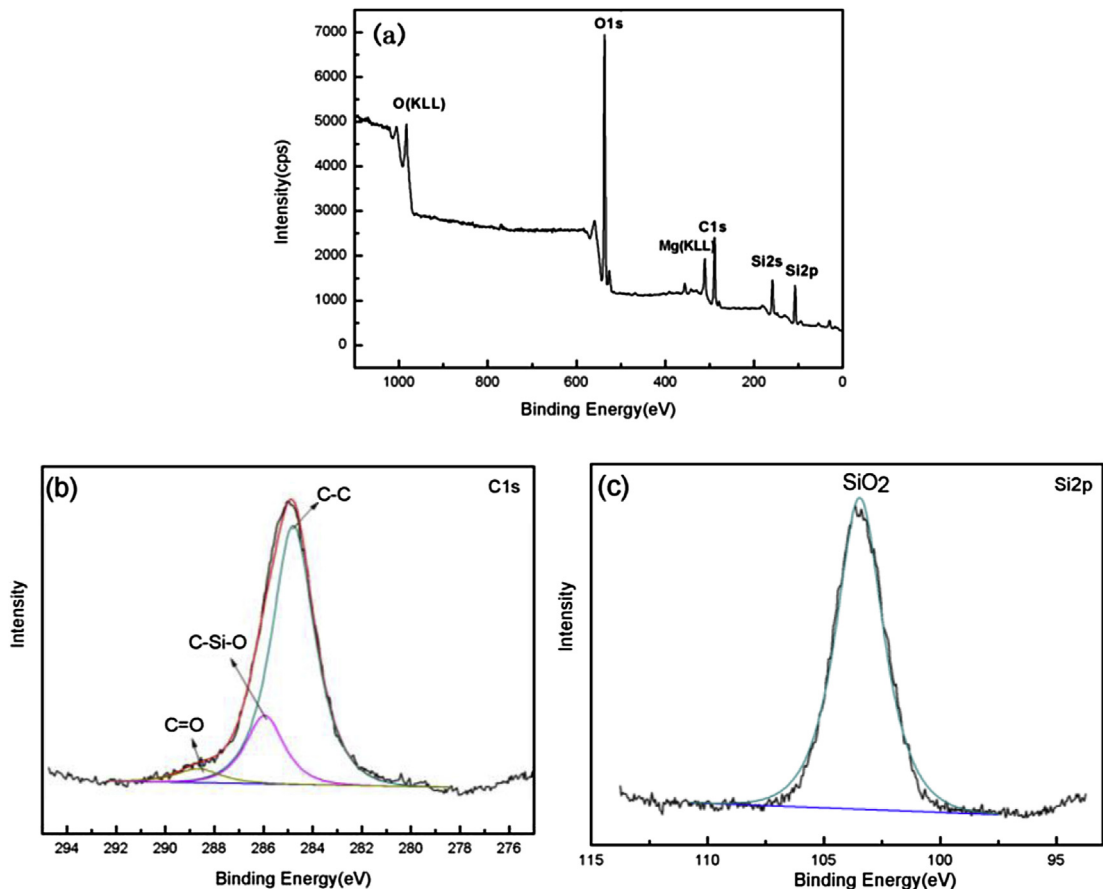 (a)
O1s
O(KLL)
Mg(KLL)
C1s
Si2s
Si2p
7000
6000
5000
4000
3000
2000
1000
0
Intensity(cps)
1000
800
600
400
200
0
Binding Energy(eV)
(b)
C1s
C-C
C-Si-O
C=O
Intensity
294
292
290
288
286
284
282
280
278
276
Binding Energy(eV)
(c)
SiO2
Si2p
Intensity
115
110
105
100
95
Binding Energy(eV)